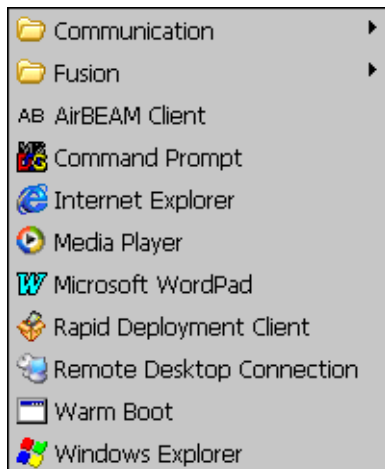 Communication
Fusion
AB AirBEAM Client
Command Prompt
Internet Explorer
Media Player
Microsoft WordPad
Rapid Deployment Client
Remote Desktop Connection
Warm Boot
Windows Explorer